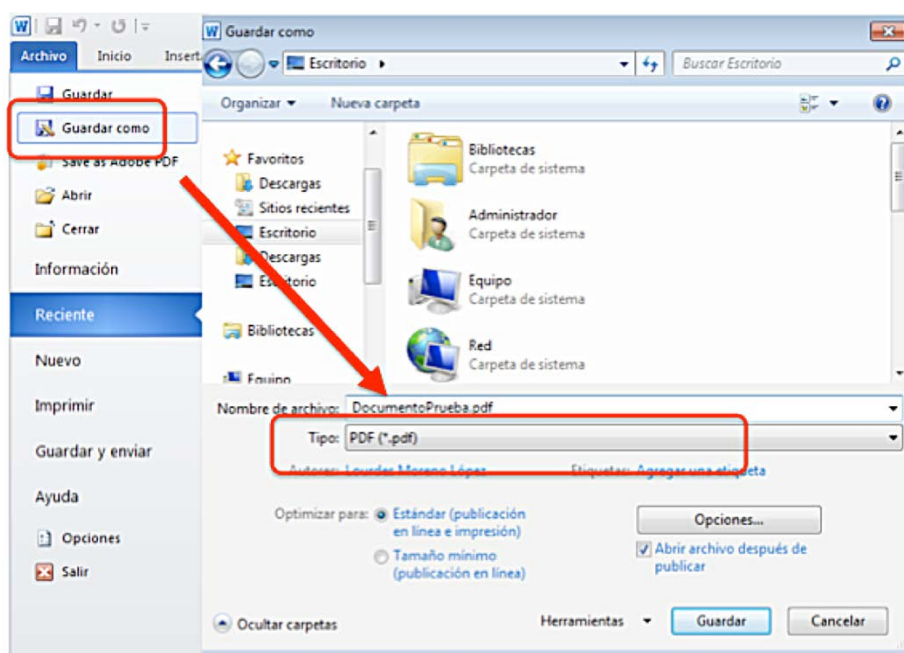 Archivo
Inicio
Insert
Guardar
Guardar como
Save as Adobe PDF
Abrir
Cerrar
Información
Reciente
Nuevo
Imprimir
Guardar y enviar
Ayuda
Opciones
Salir
Guardar como
Escritorio
Buscar Escritorio
Organizar
Nueva carpeta
Favoritos
Descargas
Sitios recientes
Escritorio
Descargas
Escritorio
Bibliotecas
Equipo
Bibliotecas
Carpeta de sistema
Administrador
Carpeta de sistema
Equipo
Carpeta de sistema
Red
Carpeta de sistema
Nombre de archivo: DocumentoPrueba.pdf
Tipo: PDF (*.pdf)
Autores: Lourdes Moreno López Etiquetas: Agregar una etiqueta
Optimizar para: Estándar (publicación
en línea e impresión)
Tamaño mínimo
(publicación en línea)
Opciones...
Abrir archivo después de
publicar
Ocultar carpetas
Herramientas
Guardar
Cancelar